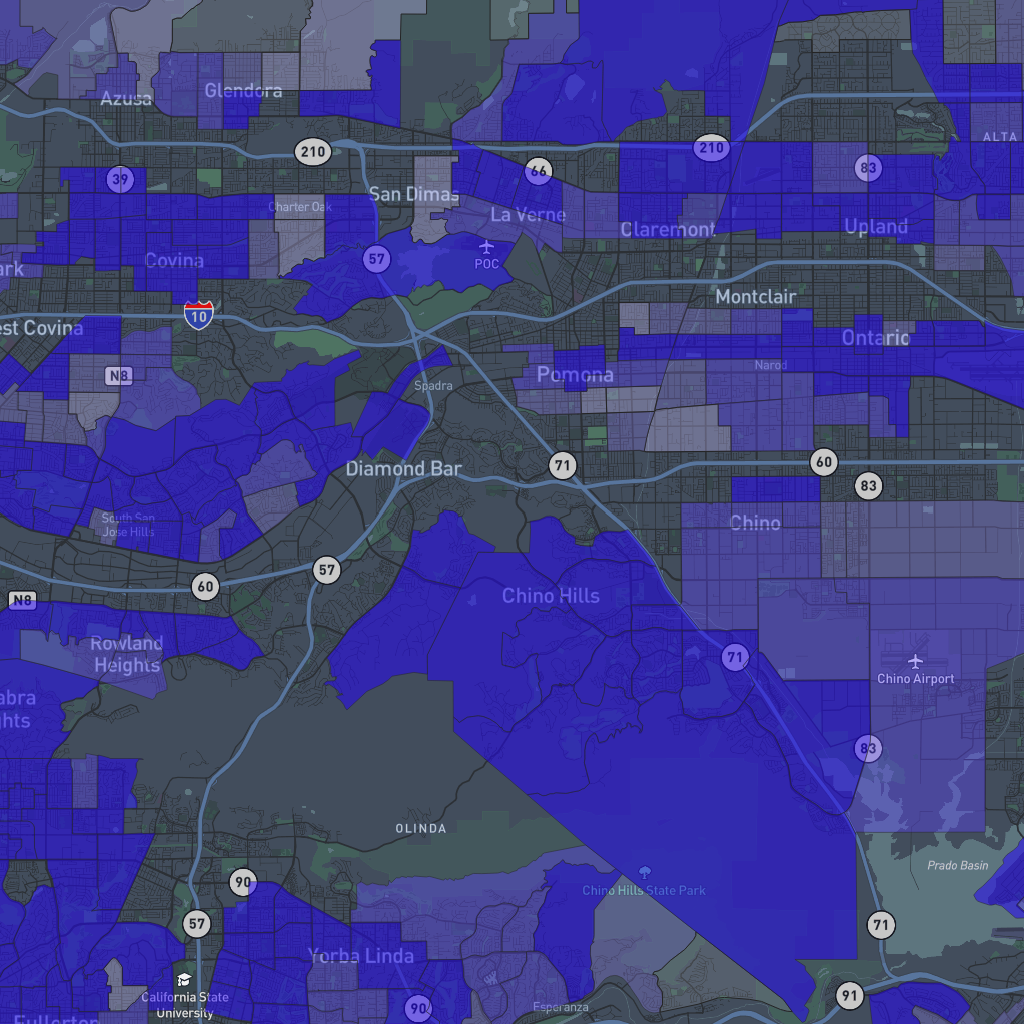 Glendora
Azusa
ALTA
210
210
66
83
39
San Dimas
Charter Oak
La Verne
Claremont
Upland
57
POC
Covina
ark
Montclair
10
est Covina
Ontaric
N8
Narod
Pomona
Spadra
Diamond Bar
71
60
83
South San
Jose Hills
Chino
57
60
N8
Chino Hills
Rowland
Heights
71
Chino Airport
abra
ghts
83
OLINDA
Prado Basin
90
Chino Hills State Park
57
71
Yorba Linda
California State
University
91
90
Esperanza
Fullerton